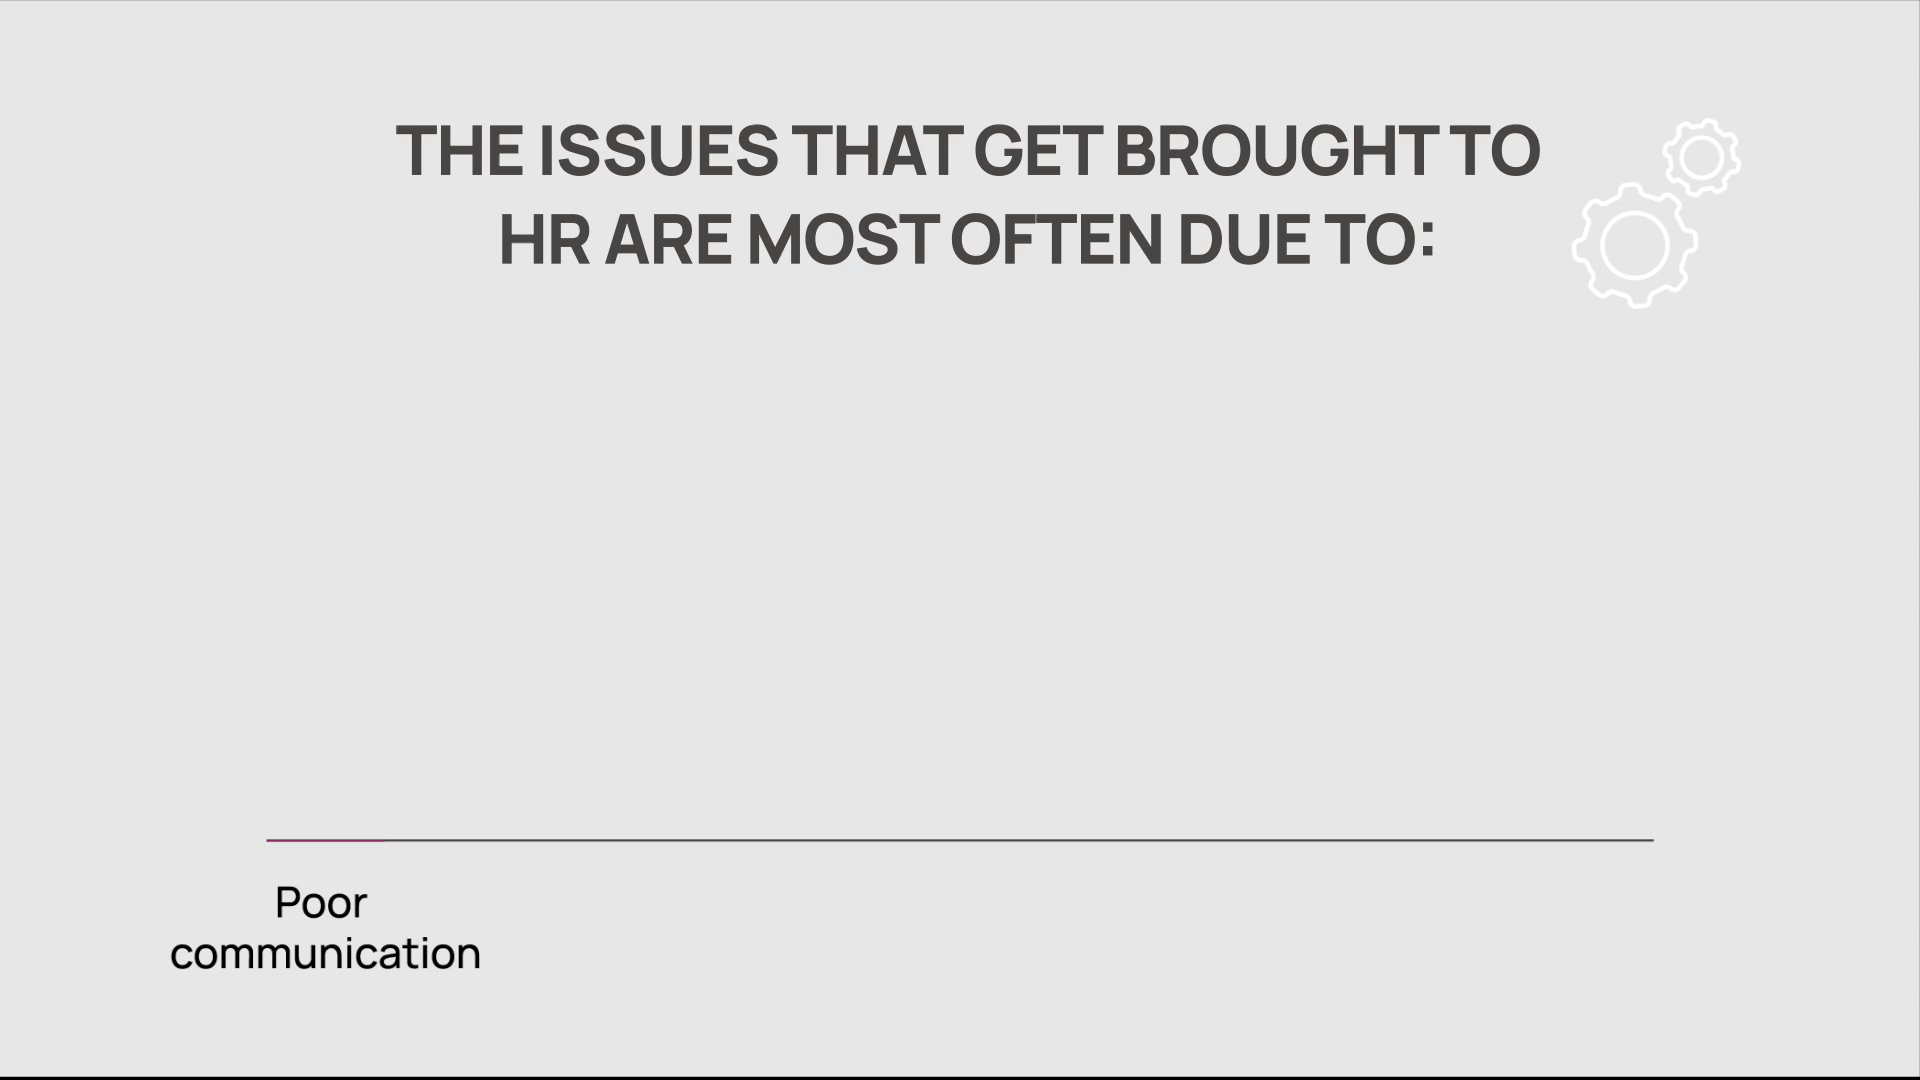 THE ISSUES THAT GET BROUGHT TO
HR ARE MOST OFTEN DUE TO:
Poor
communication